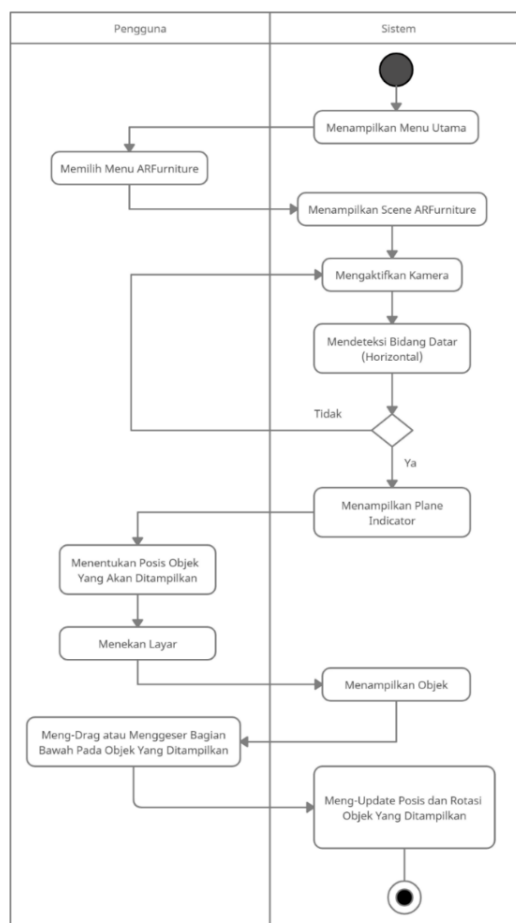 Pengguna
Sistem
Menampilkan Menu Utama
Memilih Menu ARFurniture
Menampilkan Scene ARFurniture
Mengaktifkan Kamera
Mendeteksi Bidang Datar
(Horizontal)
Tidak
Ya
Menampilkan Plane
Indicator
Menentukan Posis Objek
Yang Akan Ditampilkan
Menekan Layar
Menampilkan Objek
Meng-Drag atau Menggeser Bagian
Bawah Pada Objek Yang Ditampilkan
Meng-Update Posis dan Rotasi
Objek Yang Ditampilkan